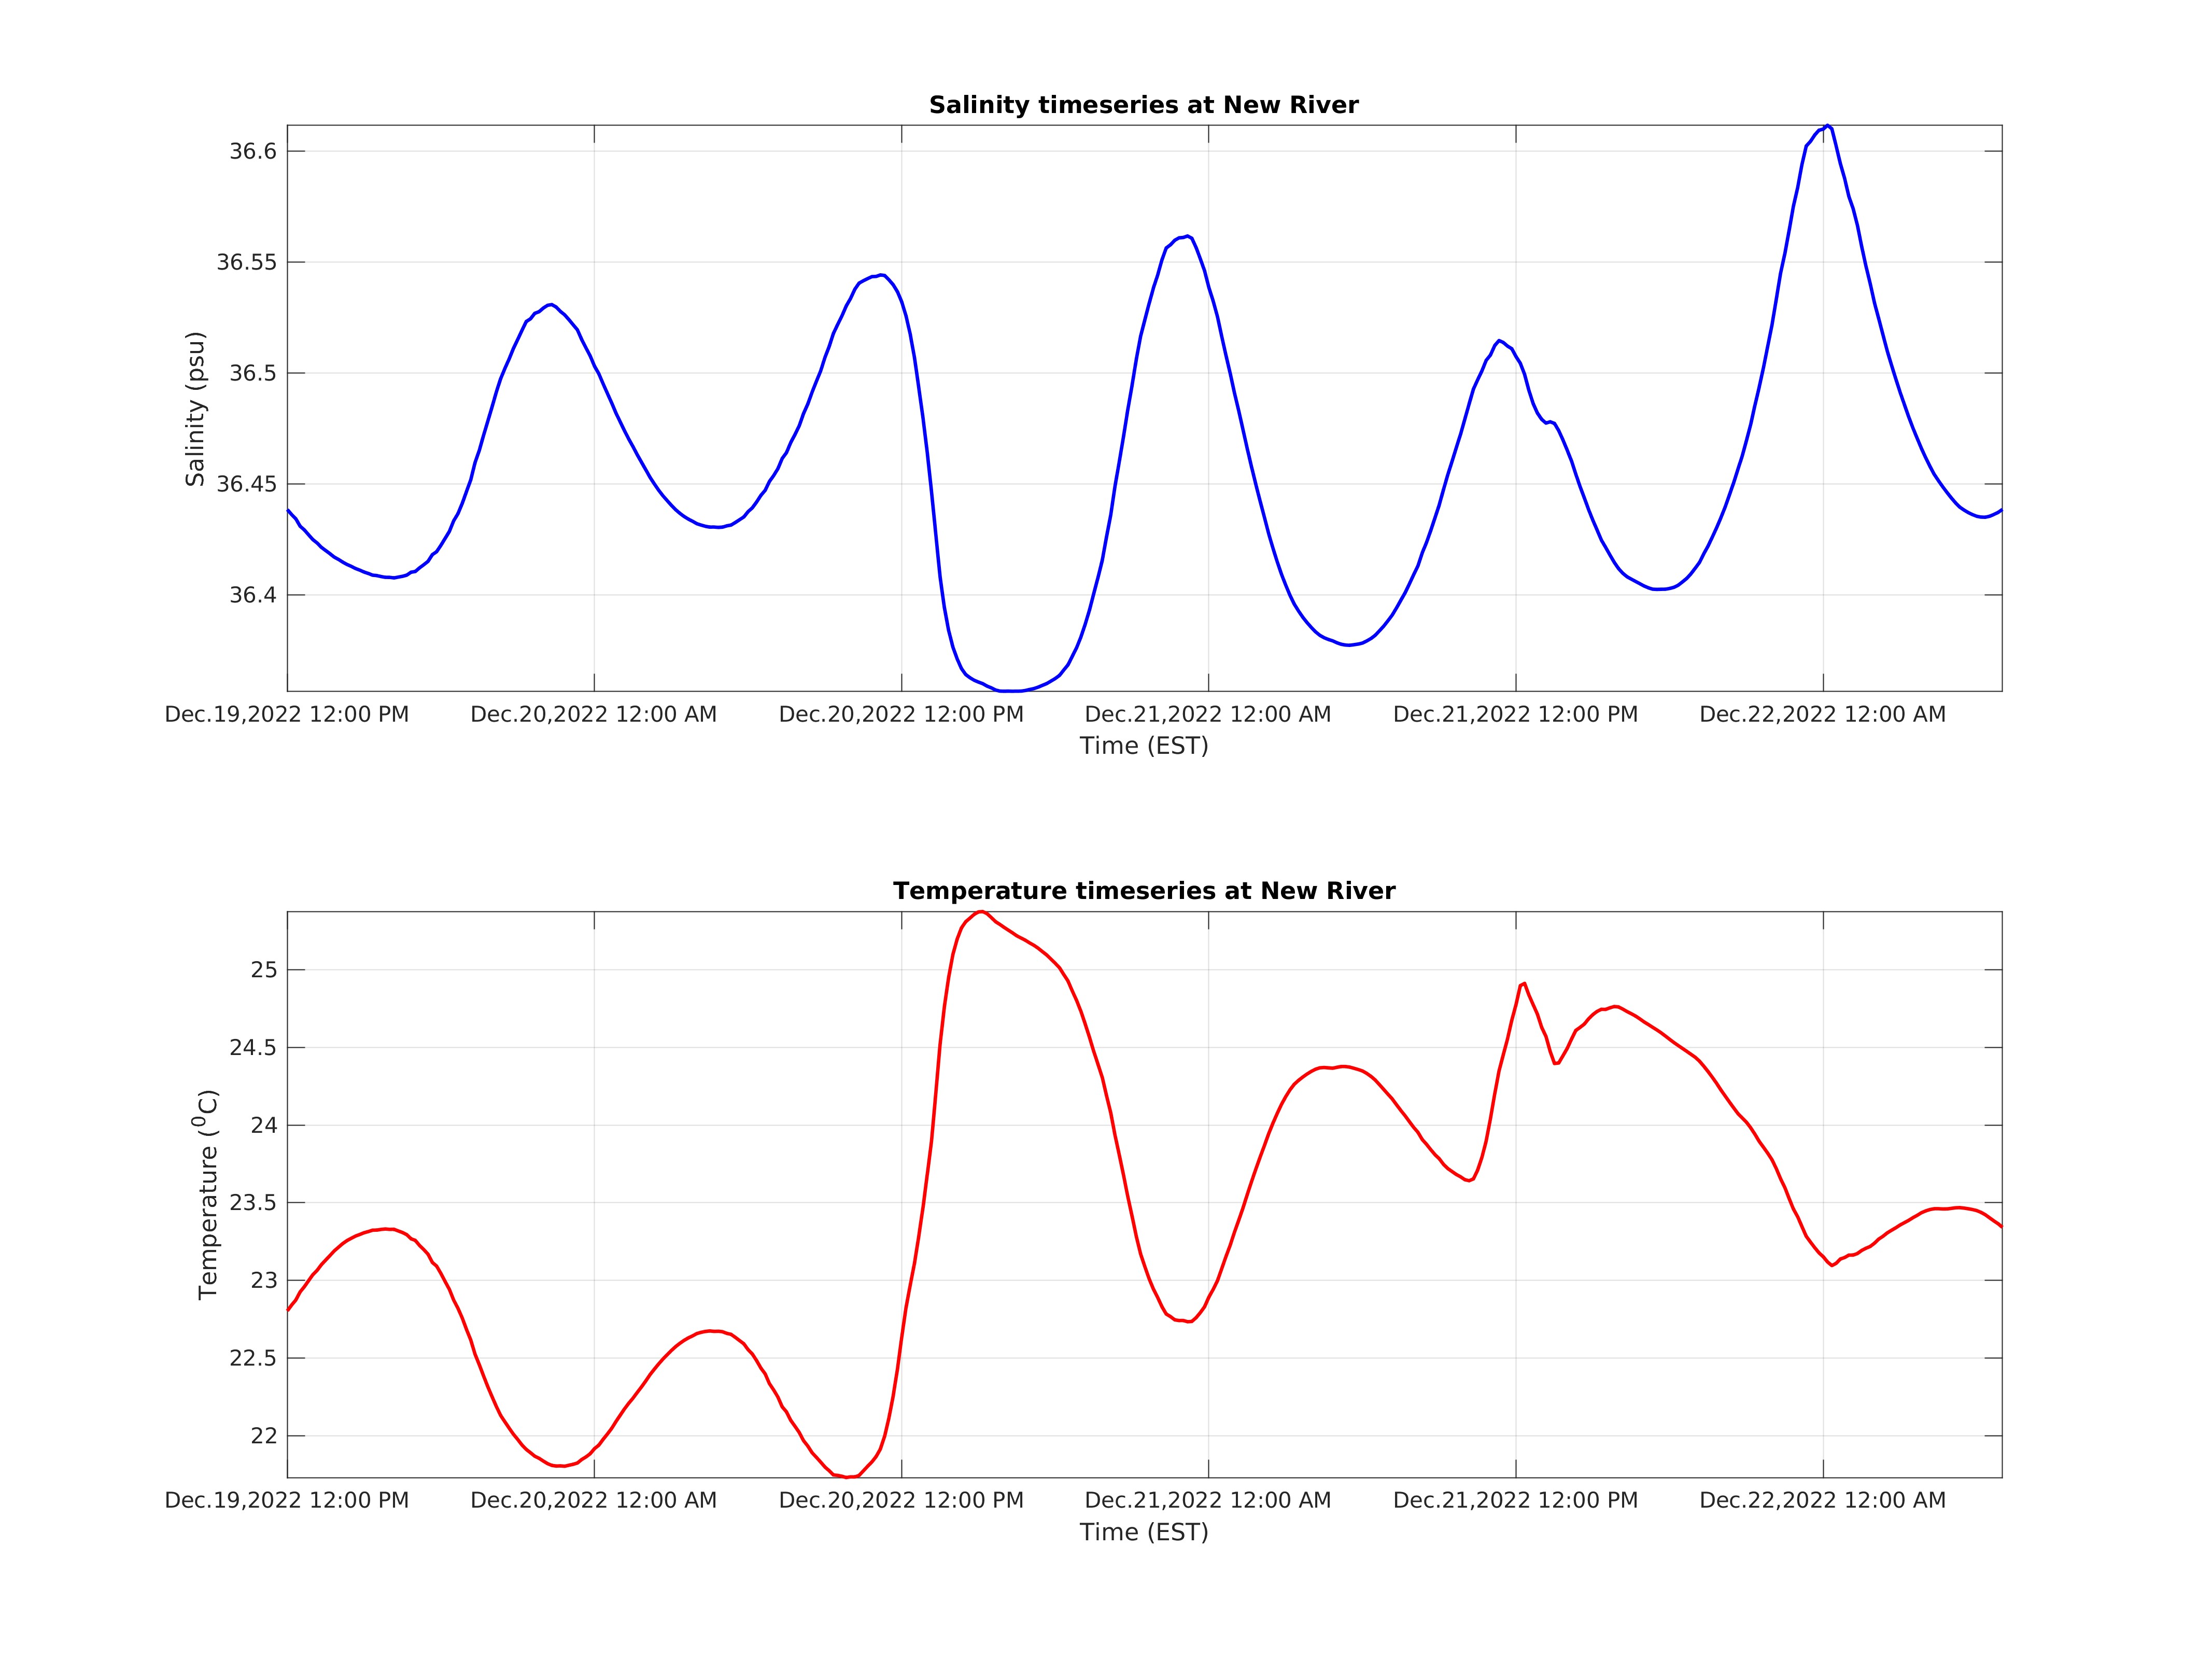 Salinity timeseries at New River
36.6
36.55
36.5
36.45
36.4
Salinity (psu)
Dec.19,2022 12:00 PM Dec.20,2022 12:00 AM Dec.20,2022 12:00 PM Dec.21,2022 12:00 AM Dec.21,2022 12:00 PM Dec.22,2022 12:00 AM
Time (EST)
Temperature timeseries at New River
25
24.5
24
23.5
23
22.5
22
Temperature (⁰C)
Dec.19,2022 12:00 PM Dec.20,2022 12:00 AM Dec.20,2022 12:00 PM Dec.21,2022 12:00 AM Dec.21,2022 12:00 PM Dec.22,2022 12:00 AM
Time (EST)